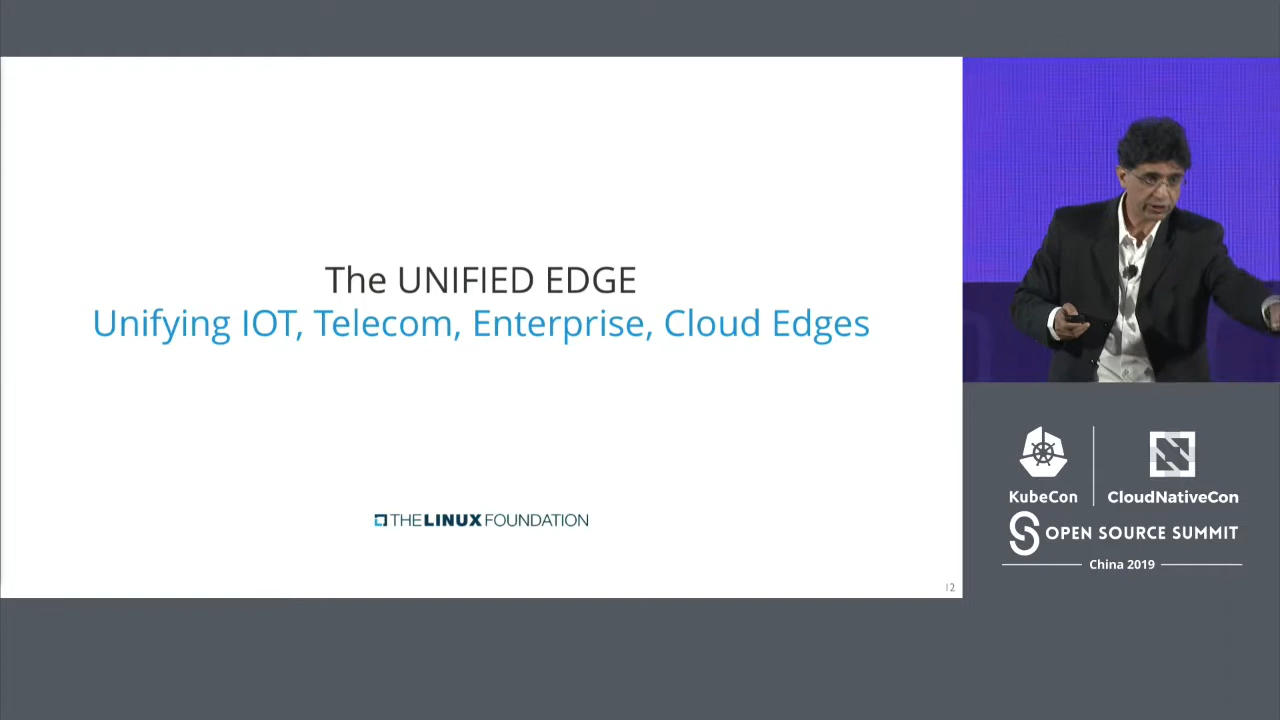 The UNIFIED EDGE
Unifying IOT, Telecom, Enterprise, Cloud Edges
THE LINUX FOUNDATION
12
KubeCon
CloudNativeCon
OPEN SOURCE SUMMIT
China 2019